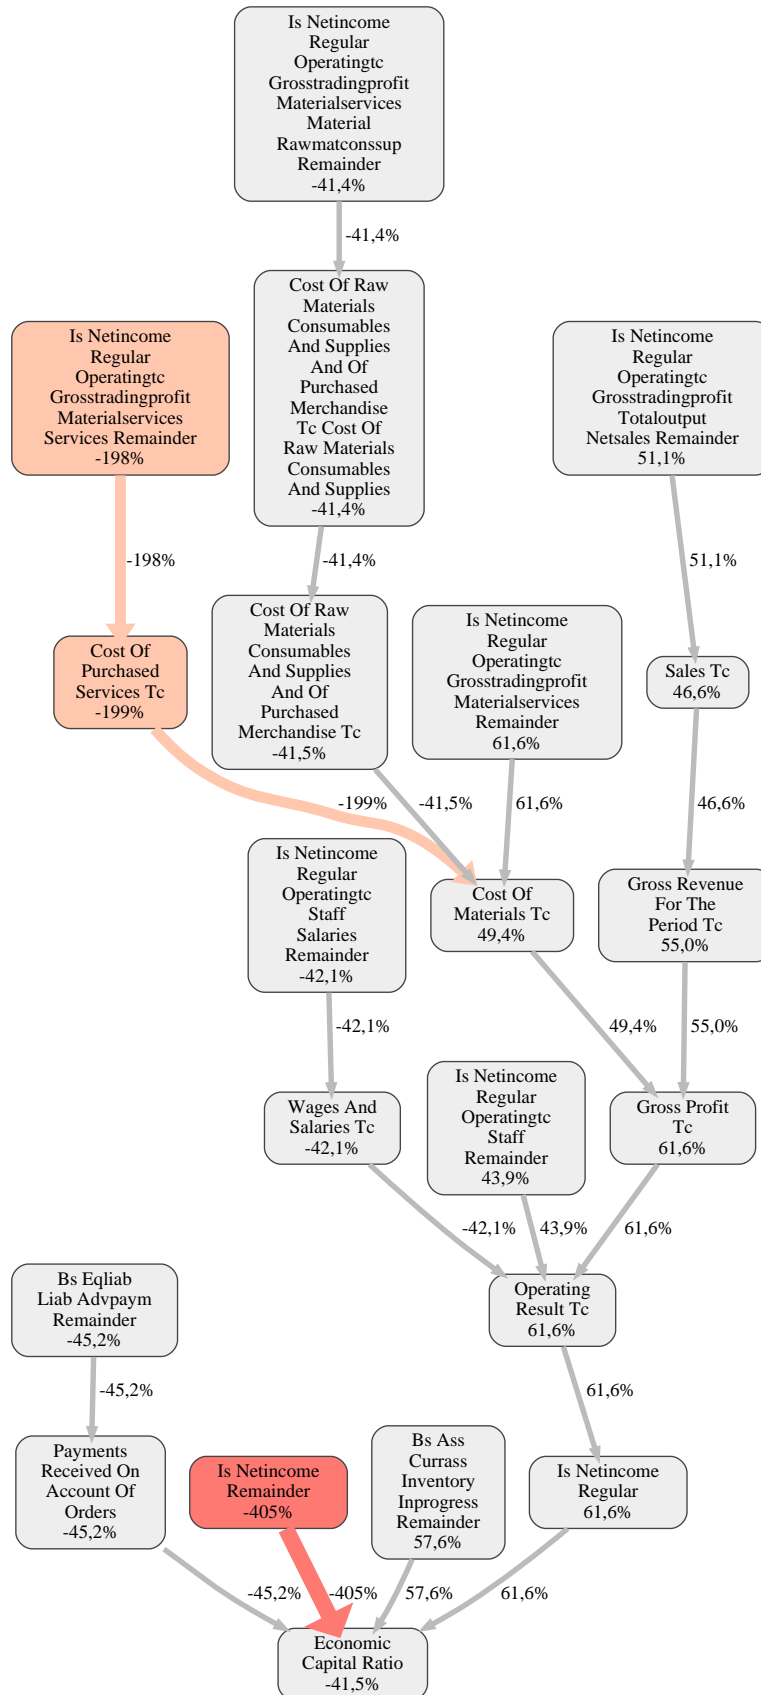 Is Netincome
Regular
Operatingtc
Grosstradingprofit
Materialservices
Material
Rawmatconssup
Remainder
-41,4%
-41,4%
Cost Of Raw
Materials
Consumables
And Supplies
And Of
Purchased
Merchandise
Tc Cost Of
Raw Materials
Consumables
And Supplies
-41,4%
Is Netincome
Regular
Operatingtc
Grosstradingprofit
Materialservices
Services Remainder
-198%
Is Netincome
Regular
Operatingtc
Grosstradingprofit
Totaloutput
Netsales Remainder
51,1%
-198%
-41,4%
51,1%
Cost Of
Purchased
Services Tc
-199%
Cost Of Raw
Materials
Consumables
And Supplies
And Of
Purchased
Merchandise Tc
-41,5%
Is Netincome
Regular
Operatingtc
Grosstradingprofit
Materialservices
Remainder
61,6%
Sales Tc
46,6%
-199%
-41,5%
61,6%
46,6%
Is Netincome
Regular
Operatingtc
Staff
Salaries
Remainder
-42,1%
Cost Of
Materials Tc
49,4%
Gross Revenue
For The
Period Tc
55,0%
-42,1%
49,4%
55,0%
Wages And
Salaries Tc
-42,1%
Is Netincome
Regular
Operatingtc
Staff
Remainder
43,9%
Gross Profit
Tc
61,6%
-42,1%
43,9%
61,6%
Bs Eqliab
Liab Advpaym
Remainder
-45,2%
Operating
Result Tc
61,6%
-45,2%
61,6%
Payments
Received On
Account Of
Orders
-45,2%
Is Netincome
Remainder
-405%
Bs Ass
Currass
Inventory
Inprogress
Remainder
57,6%
Is Netincome
Regular
61,6%
-45,2%
-405%
57,6%
61,6%
Economic
Capital Ratio
-41,5%